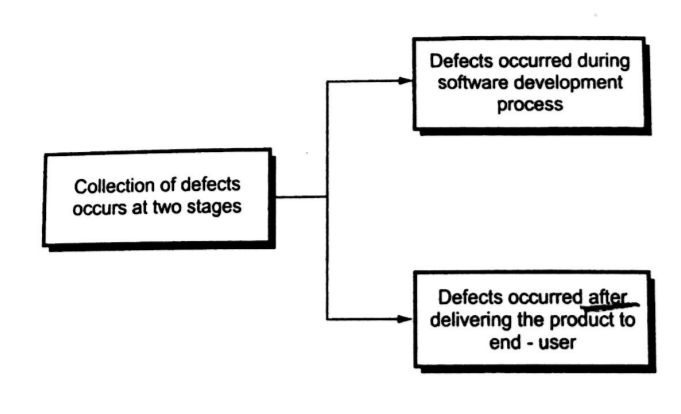 Defects occurred during
software development
process
Collection of defects
occurs at two stages
Defects occurred after
delivering the product to
end - user